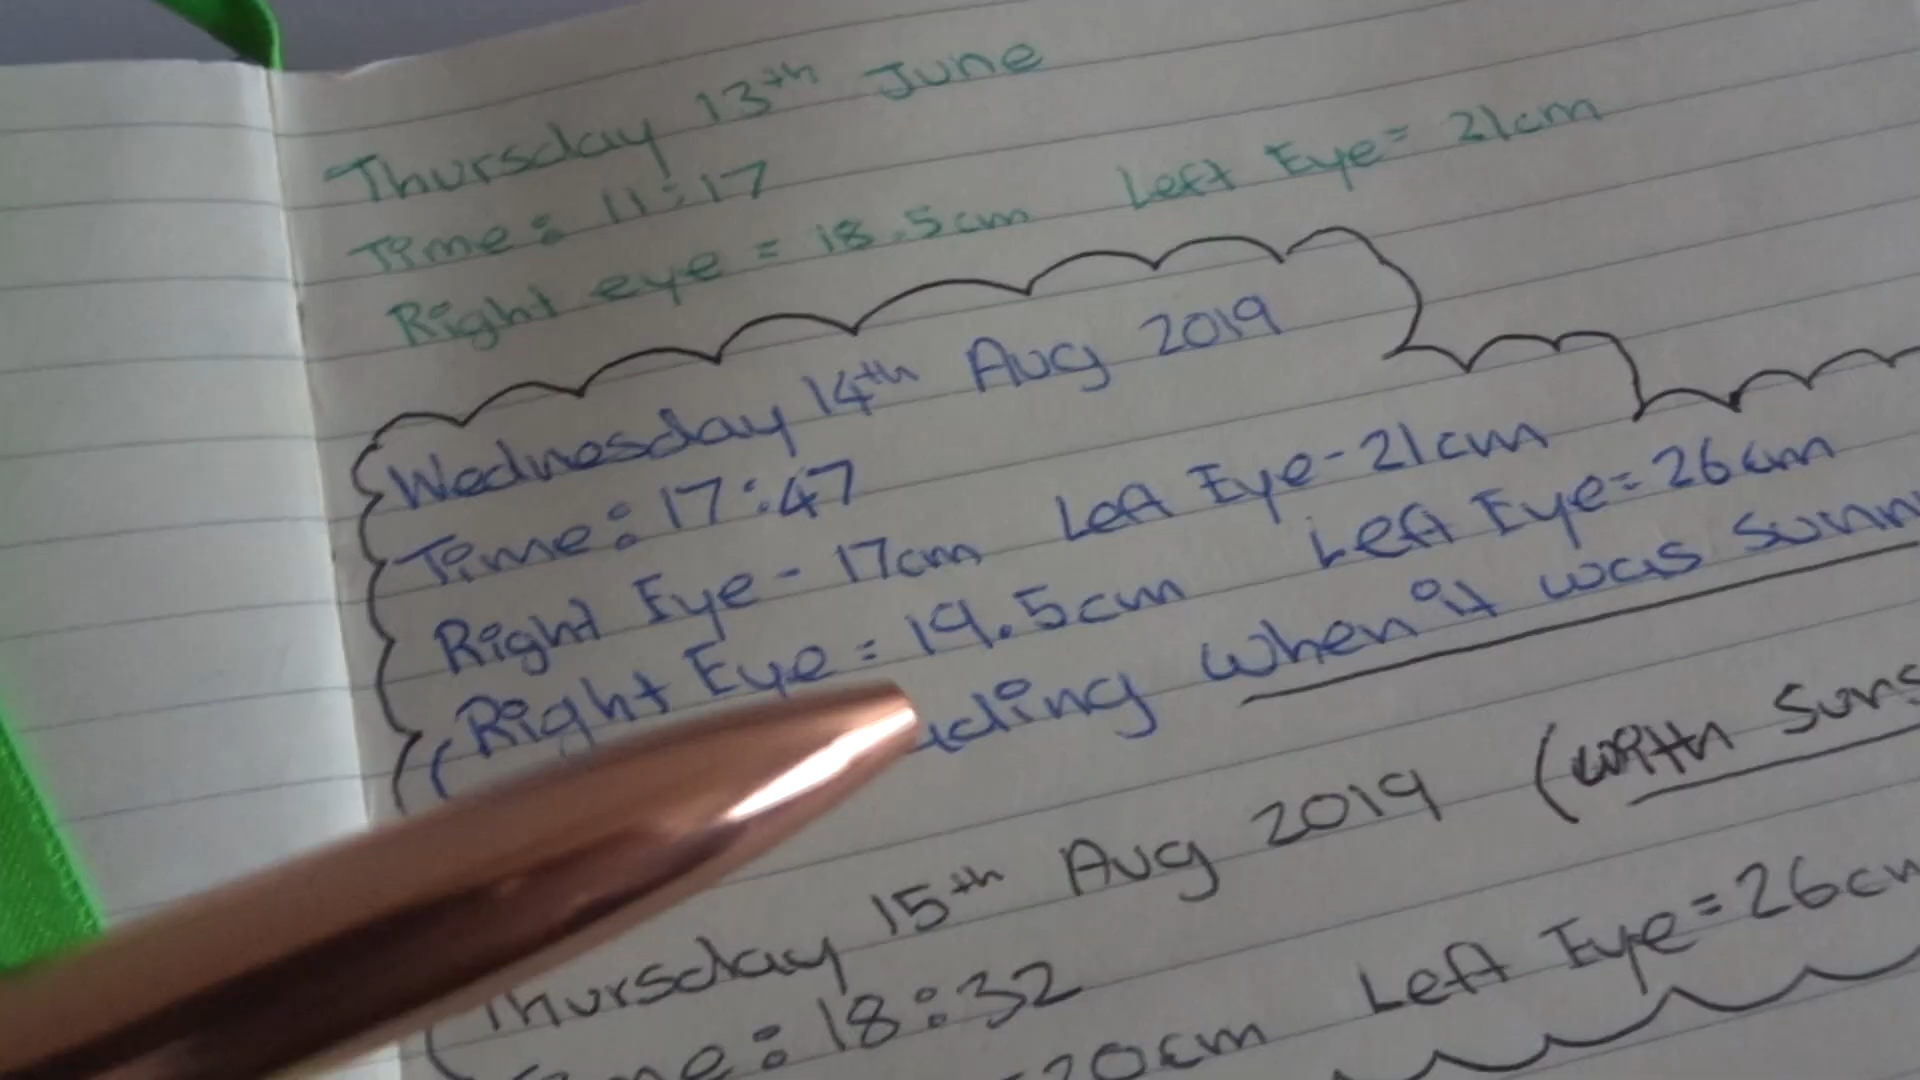 Thursday 13th June
Time: 11:17
Right eye = 18.5cm Left Eye= 21cm
Wednesday 14th Aug 2019
Time: 17:47
Right Eye - 17cm Left Eye - 21cm
(Right Eye = 19.5cm Left Eye = 26cm
when it was
Thursday 15th Aug 2019 (with
18:32
20cm Left Eye = 26cm